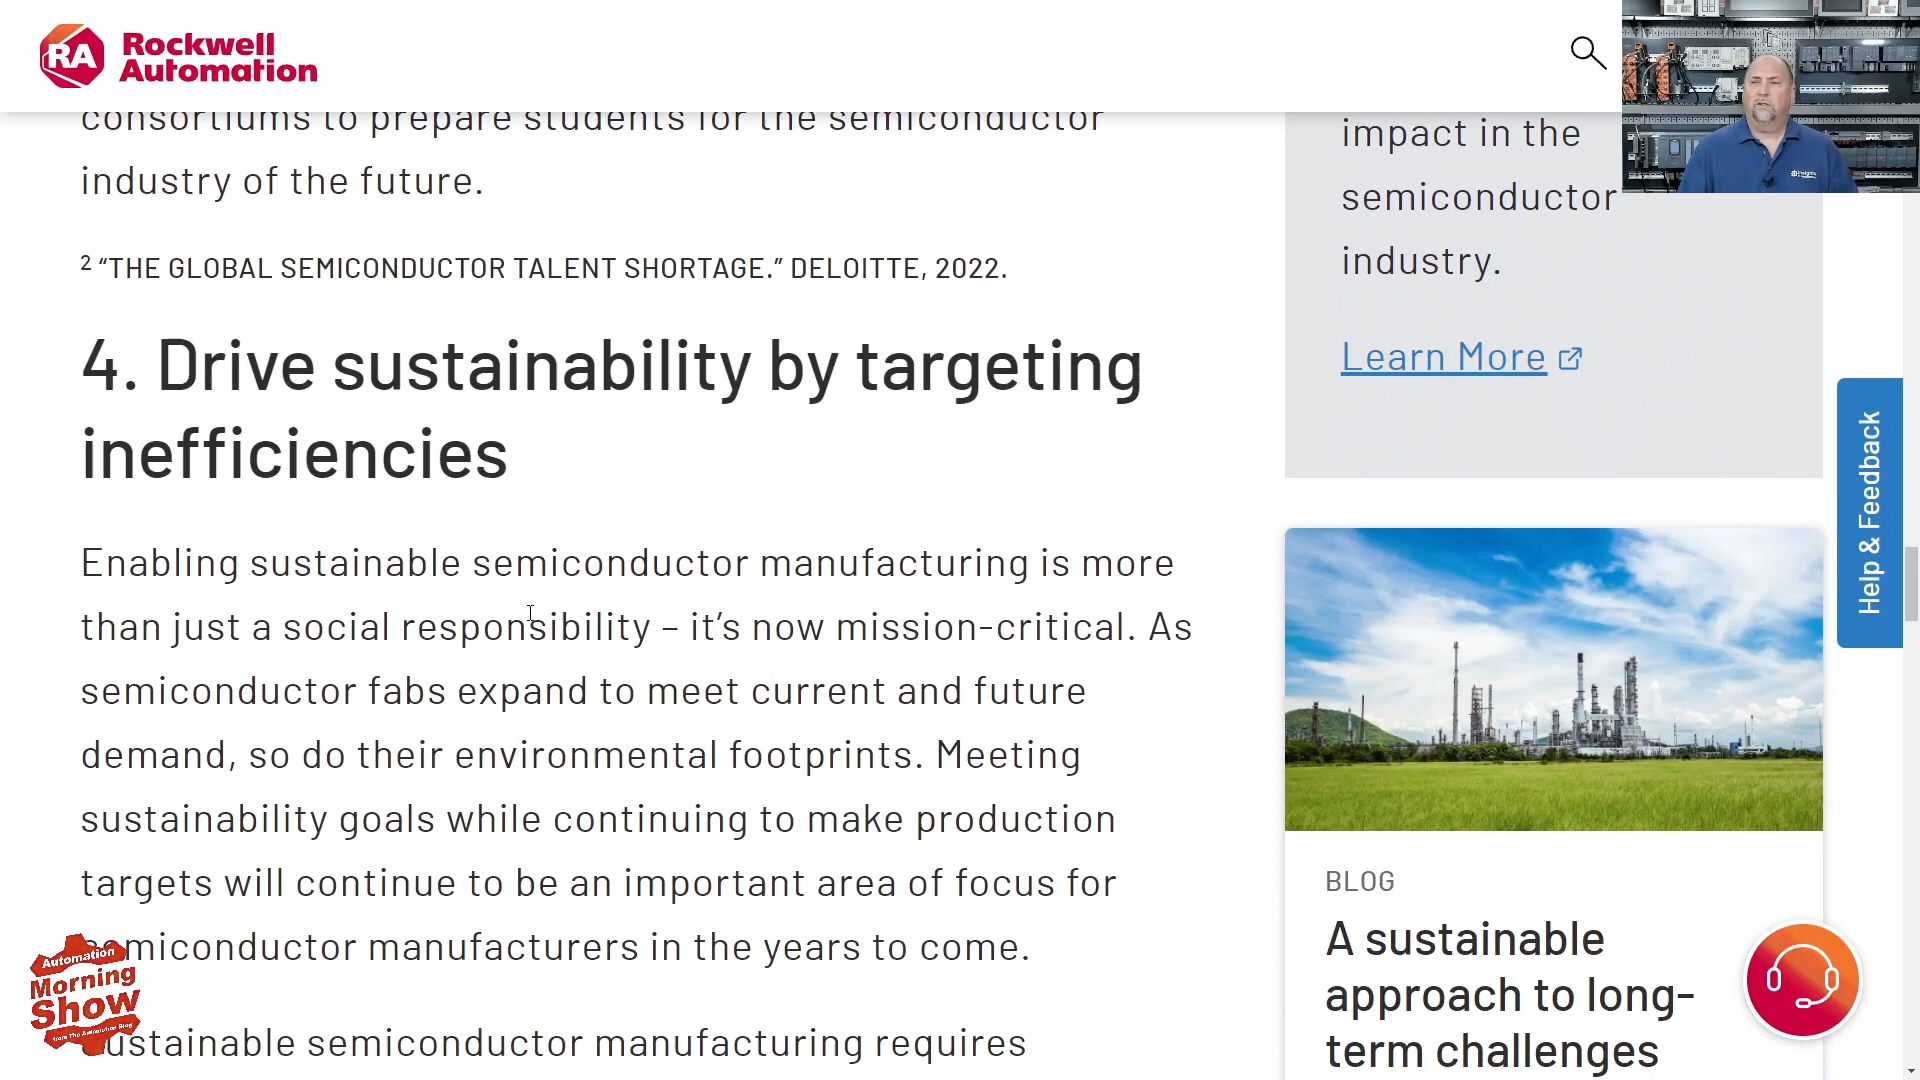 RA
Rockwell
Automation
consortiums to prepare students for the semiconductor
industry of the future.
2 “THE GLOBAL SEMICONDUCTOR TALENT SHORTAGE.” DELOITTE, 2022.
4. Drive sustainability by targeting
inefficiencies
Enabling sustainable semiconductor manufacturing is more
than just a social responsibility – it’s now mission-critical. As
semiconductor fabs expand to meet current and future
demand, so do their environmental footprints. Meeting
sustainability goals while continuing to make production
targets will continue to be an important area of focus for
semiconductor manufacturers in the years to come.
sustainable semiconductor manufacturing requires
impact in the
semiconductor
industry.
Learn More
Help & Feedback
BLOG
A sustainable
approach to long-
term challenges
Automation
Morning
Show
from The Automation Blog